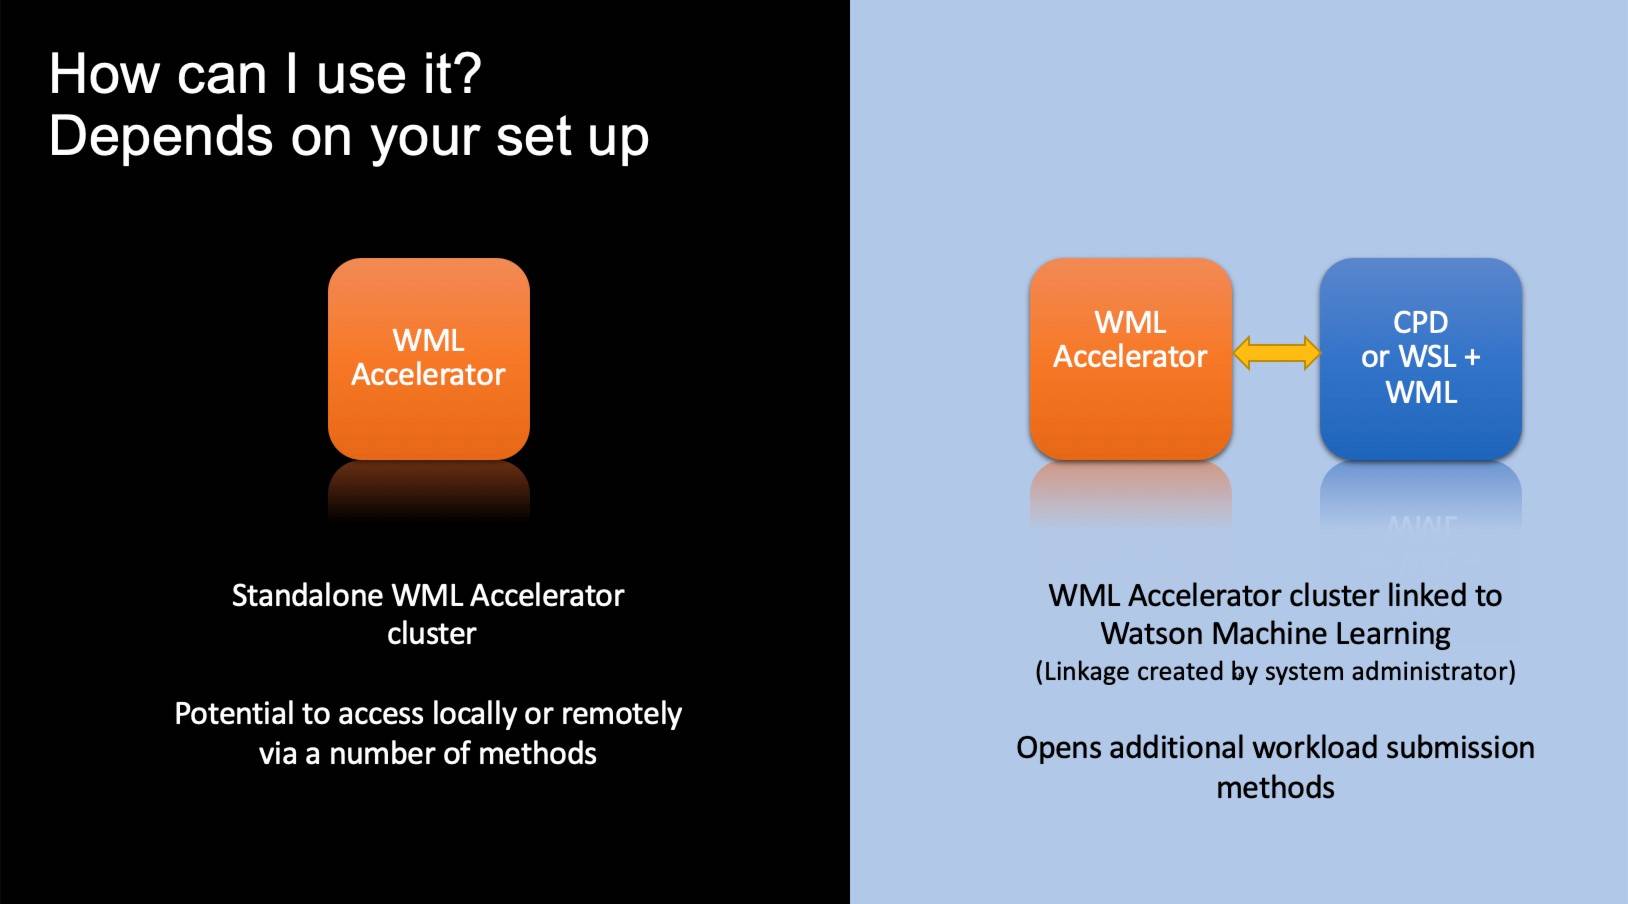 How can I use it?
Depends on your set up
WML
Accelerator
Standalone WML Accelerator
cluster
Potential to access locally or remotely
via a number of methods
WML
Accelerator
CPD
or WSL +
WML
WML Accelerator cluster linked to
Watson Machine Learning
(Linkage created by system administrator)
Opens additional workload submission
methods